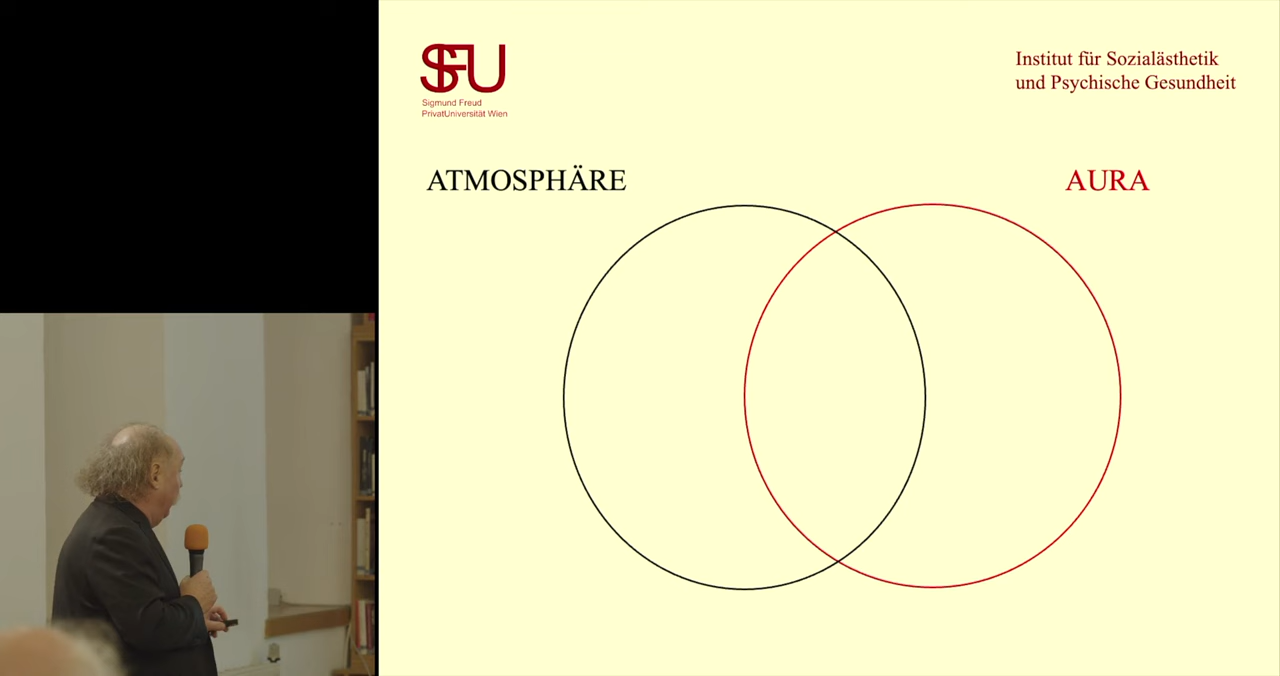 SFU
Sigmund Freud
PrivatUniversität Wien
Institut für Sozialästhetik
und Psychische Gesundheit
ATMOSPHÄRE
AURA